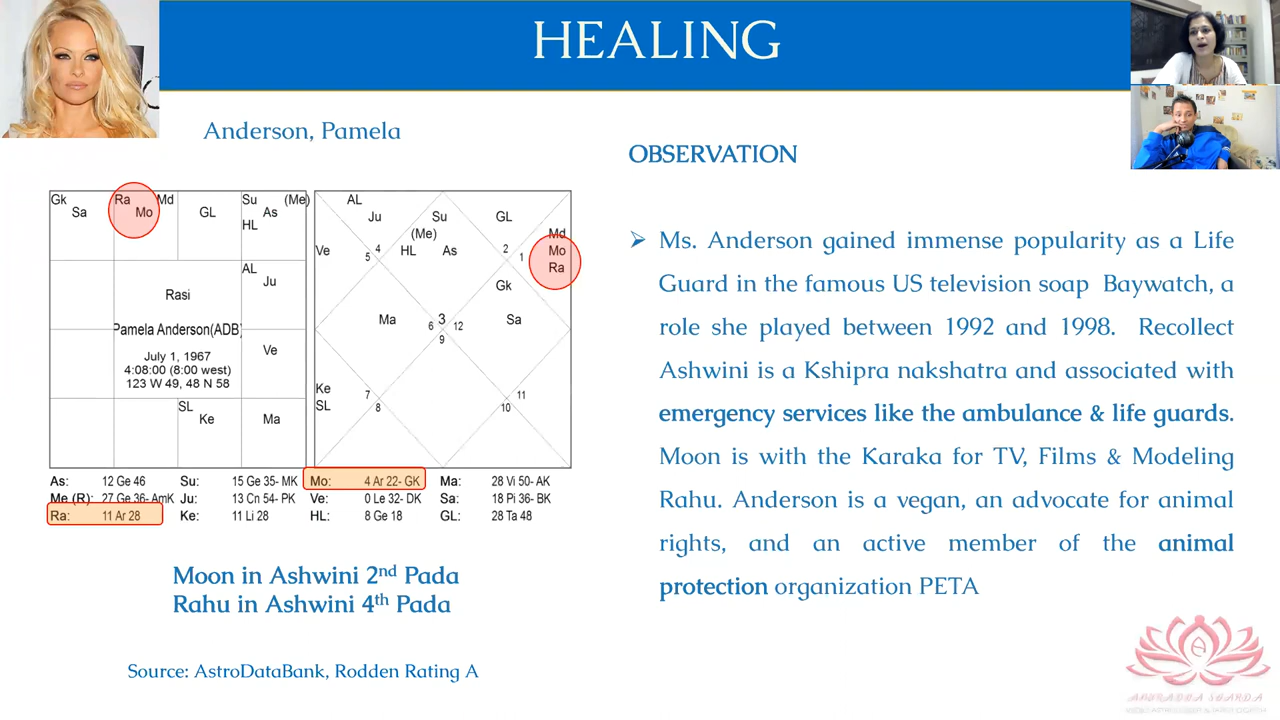 HEALING
Anderson, Pamela
Gk Ra Md Su (Me)
Sa Mo GL As
HL
AL
Ju
Rasi
Pamela Anderson(ADB)
July 1, 1967
4:08:00 (8:00 west)
123 W 49, 48 N 58
Ve
SL
Ke Ma
AL
Ju Su GL
(Me) Md
Ve 4 HL As 2 Mo
5 1
Ra
Gk
Ma 3 Sa
6 12
9
Ke
SL 7 11
8 10
As: 12 Ge 46 Su: 15 Ge 35- MK Mo: 4 Ar 22- GK Ma: 28 Vi 50- AK
Me (R): 27 Ge 36- AmK Ju: 13 Cn 54- PK Ve: 0 Le 32- DK Sa: 18 Pi 36- BK
Ra: 11 Ar 28 Ke: 11 Li 28 HL: 8 Ge 18 GL: 28 Ta 48
Moon in Ashwini 2nd Pada
Rahu in Ashwini 4th Pada
Source: AstroDataBank, Rodden Rating A
OBSERVATION
➢ Ms. Anderson gained immense popularity as a Life
Guard in the famous US television soap Baywatch, a
role she played between 1992 and 1998. Recollect
Ashwini is a Kshipra nakshatra and associated with
emergency services like the ambulance & life guards.
Moon is with the Karaka for TV, Films & Modeling
Rahu. Anderson is a vegan, an advocate for animal
rights, and an active member of the animal
protection organization PETA
ANURADHA SHARDA